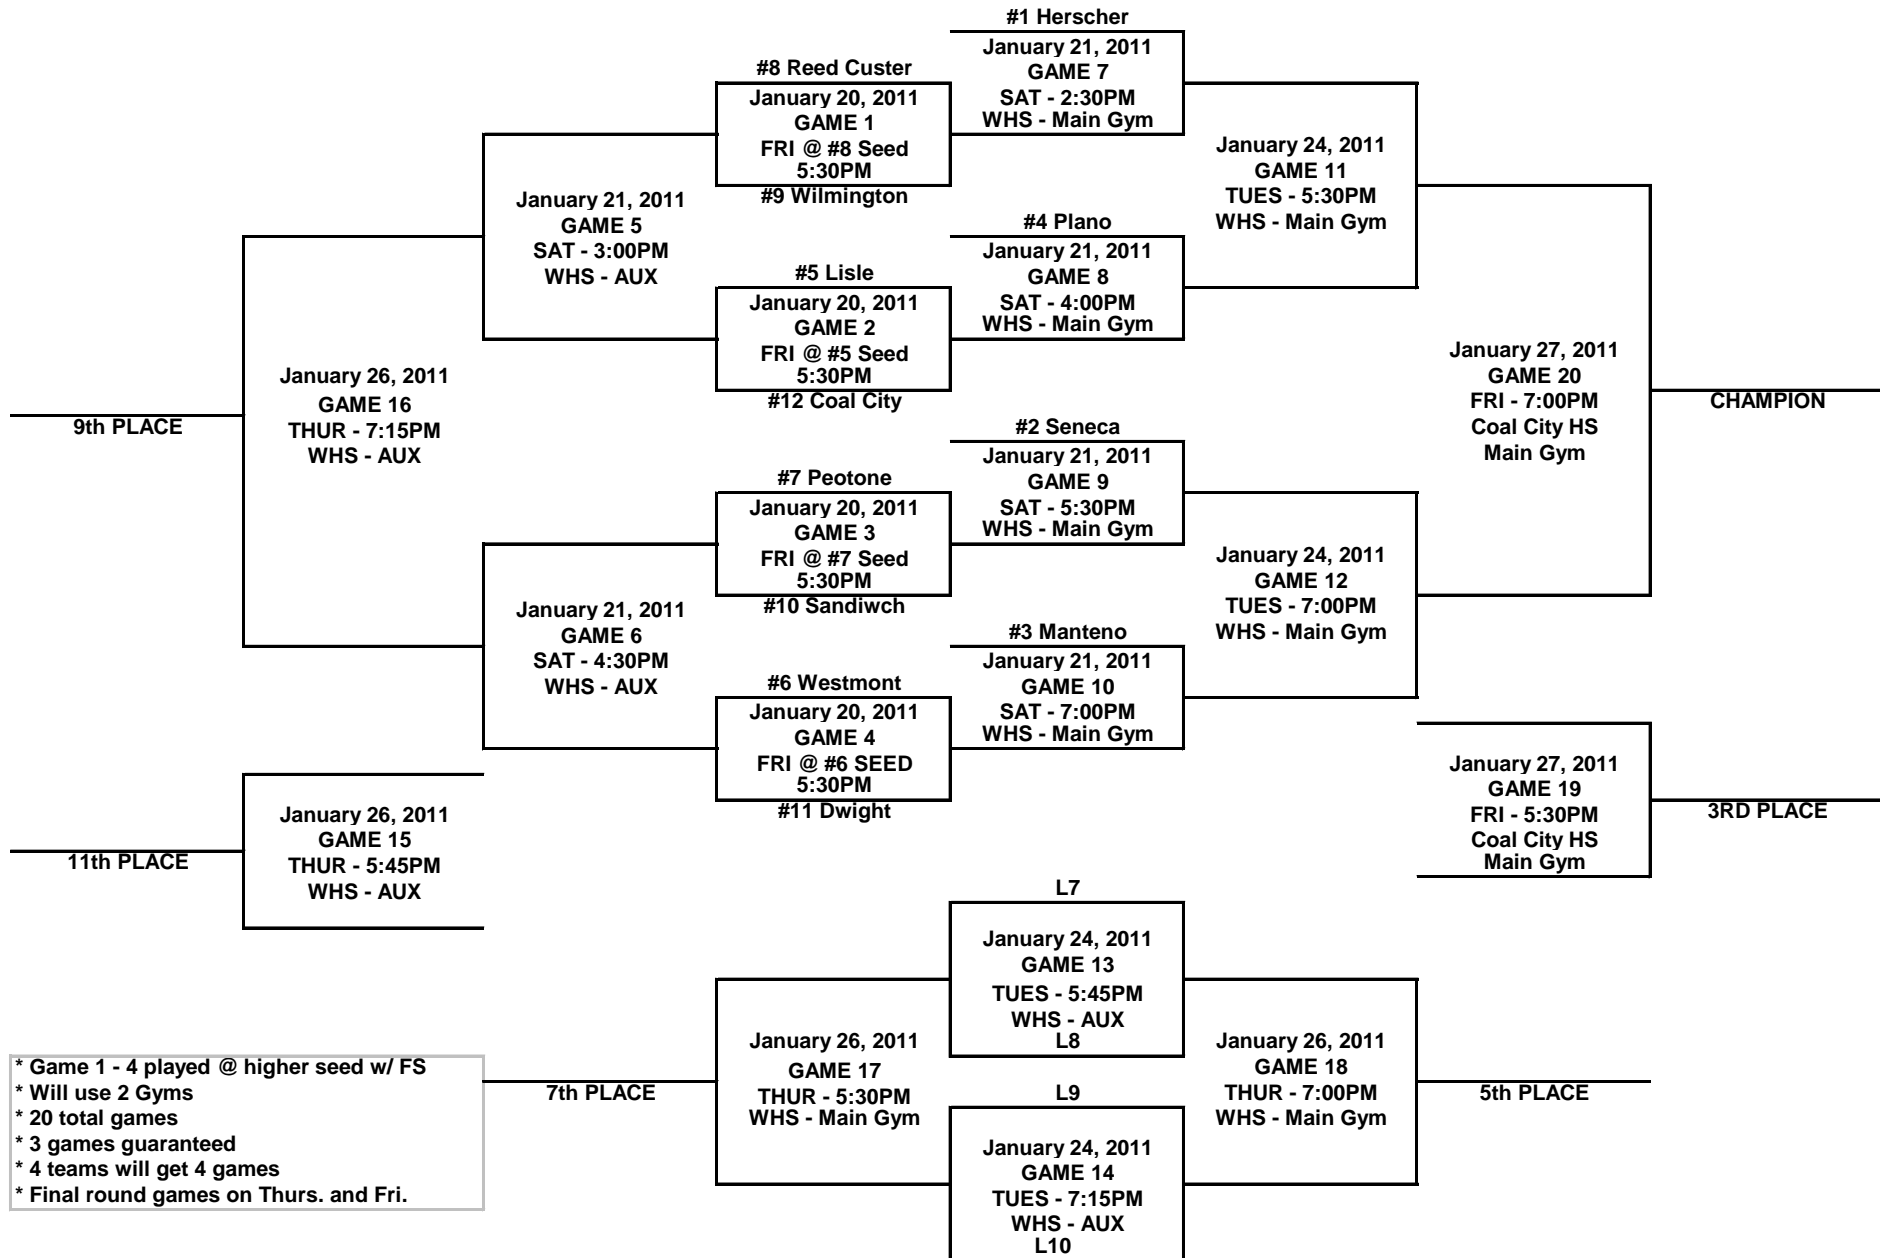 #1 Herscher
January 21, 2011
GAME 7
SAT - 2:30PM
WHS - Main Gym
#8 Reed Custer
January 20, 2011
GAME 1
FRI @ #8 Seed
5:30PM
#9 Wilmington
January 24, 2011
GAME 11
TUES - 5:30PM
WHS - Main Gym
January 21, 2011
GAME 5
SAT - 3:00PM
WHS - AUX
#4 Plano
January 21, 2011
GAME 8
SAT - 4:00PM
WHS - Main Gym
#5 Lisle
January 20, 2011
GAME 2
FRI @ #5 Seed
5:30PM
#12 Coal City
January 26, 2011
GAME 16
THUR - 7:15PM
WHS - AUX
9th PLACE
January 27, 2011
GAME 20
FRI - 7:00PM
Coal City HS
Main Gym
CHAMPION
#2 Seneca
January 21, 2011
GAME 9
SAT - 5:30PM
WHS - Main Gym
#7 Peotone
January 20, 2011
GAME 3
FRI @ #7 Seed
5:30PM
#10 Sandiwch
January 24, 2011
GAME 12
TUES - 7:00PM
WHS - Main Gym
January 21, 2011
GAME 6
SAT - 4:30PM
WHS - AUX
#3 Manteno
January 21, 2011
GAME 10
SAT - 7:00PM
WHS - Main Gym
#6 Westmont
January 20, 2011
GAME 4
FRI @ #6 SEED
5:30PM
#11 Dwight
January 27, 2011
GAME 19
FRI - 5:30PM
Coal City HS
Main Gym
3RD PLACE
January 26, 2011
GAME 15
THUR - 5:45PM
WHS - AUX
11th PLACE
L7
January 24, 2011
GAME 13
TUES - 5:45PM
WHS - AUX
L8
January 26, 2011
GAME 17
THUR - 5:30PM
WHS - Main Gym
7th PLACE
January 26, 2011
GAME 18
THUR - 7:00PM
WHS - Main Gym
5th PLACE
L9
January 24, 2011
GAME 14
TUES - 7:15PM
WHS - AUX
L10
* Game 1 - 4 played @ higher seed w/ FS
* Will use 2 Gyms
* 20 total games
* 3 games guaranteed
* 4 teams will get 4 games
* Final round games on Thurs. and Fri.